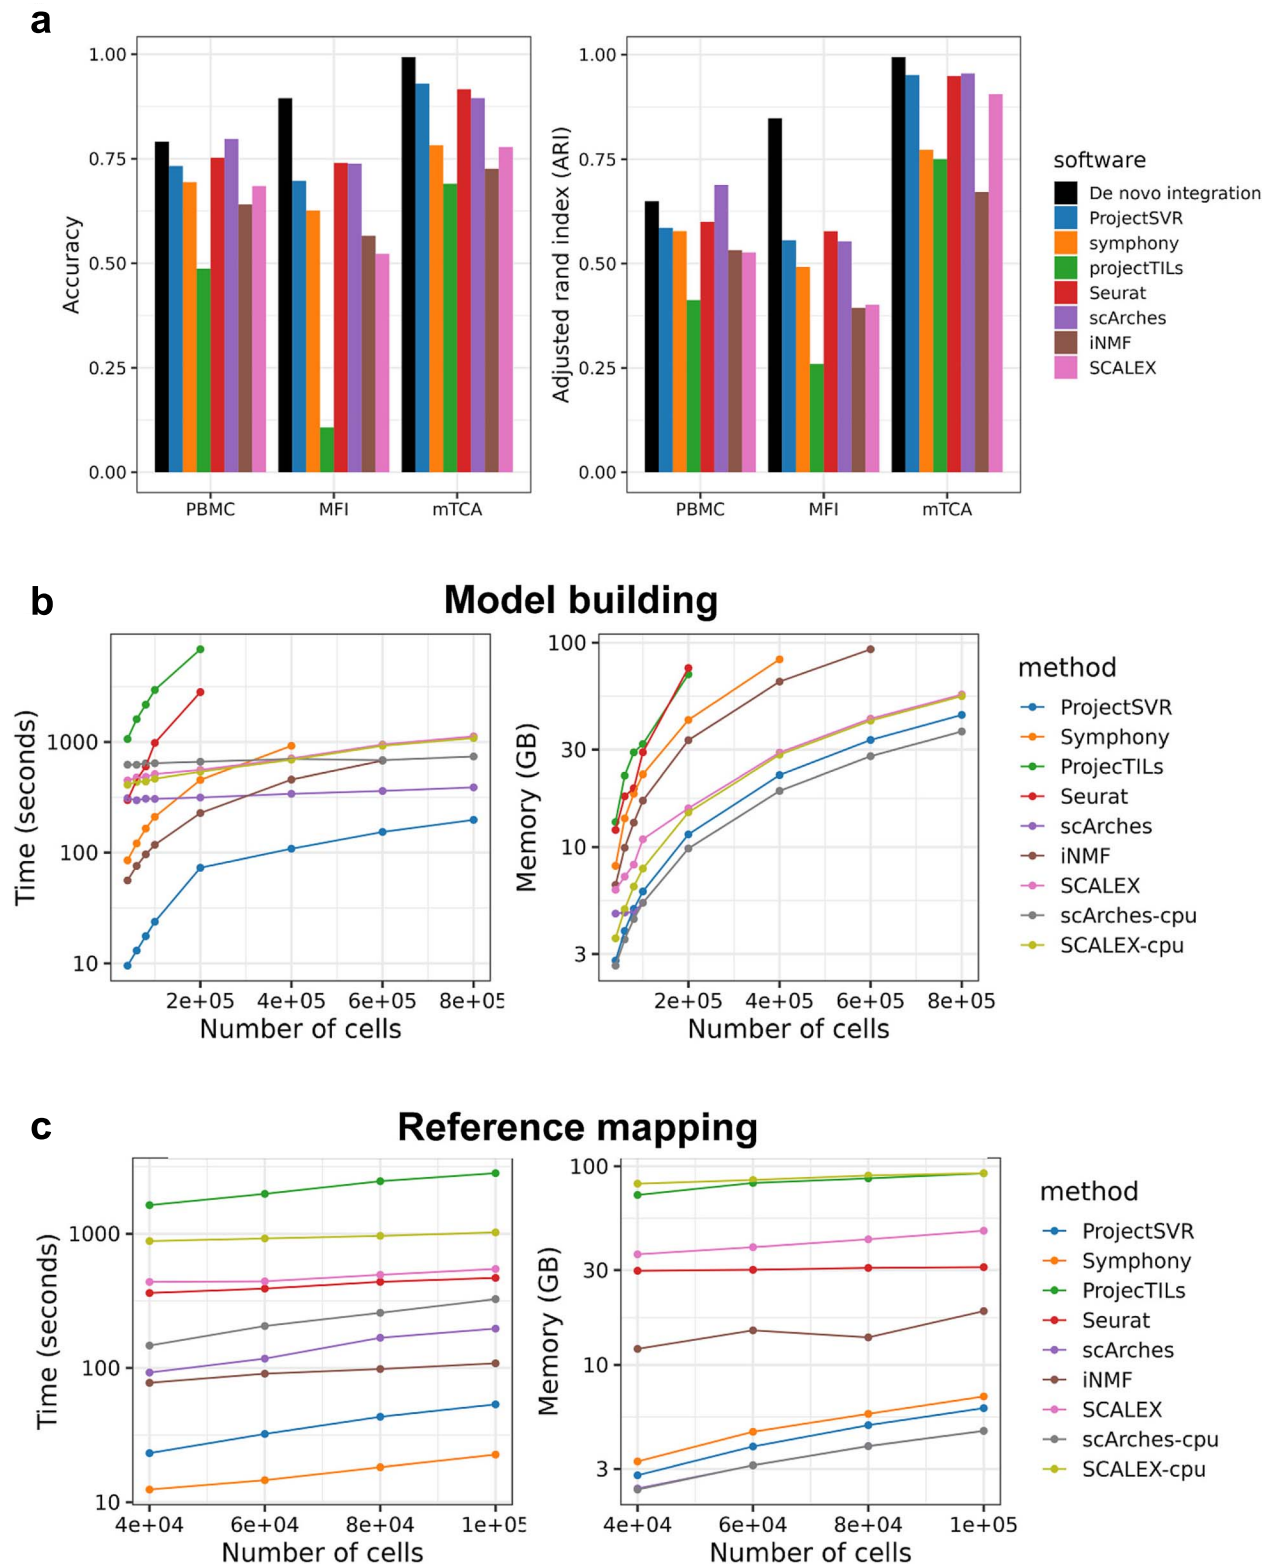 a
Accuracy
1.00
0.75
0.50
0.25
0.00
PBMC MFI mTCA
Adjusted rand index (ARI)
1.00
0.75
0.50
0.25
0.00
PBMC MFI mTCA
software
De novo integration
ProjectSVR
symphony
projectTILs
Seurat
scArches
iNMF
SCALEX
b
Model building
Time (seconds)
1000
100
10
2e+05 4e+05 6e+05 8e+05
Number of cells
Memory (GB)
100
30
10
3
2e+05 4e+05 6e+05 8e+05
Number of cells
method
ProjectSVR
Symphony
ProjecTILs
Seurat
scArches
iNMF
SCALEX
scArches-cpu
SCALEX-cpu
c
Reference mapping
Time (seconds)
1000
100
10
4e+04 6e+04 8e+04 1e+05
Number of cells
Memory (GB)
100
30
10
3
4e+04 6e+04 8e+04 1e+05
Number of cells
method
ProjectSVR
Symphony
ProjecTILs
Seurat
scArches
iNMF
SCALEX
scArches-cpu
SCALEX-cpu